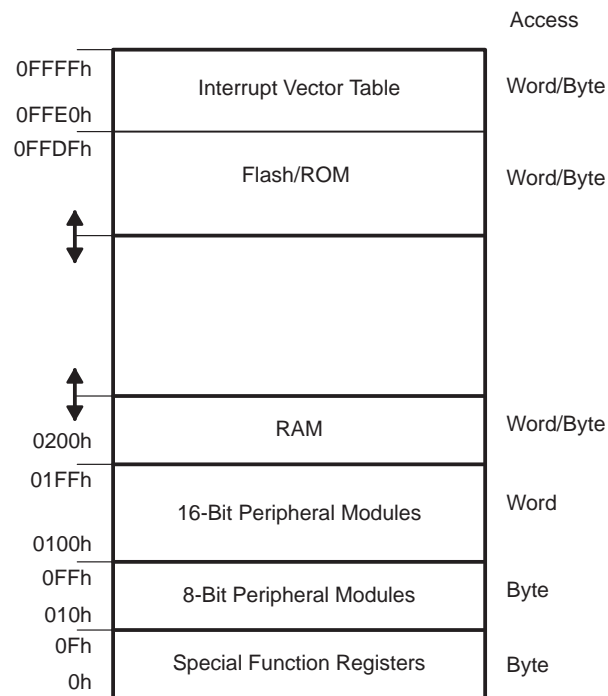 Access
0FFFFh
Interrupt Vector Table
Word/Byte
0FFE0h
0FFDFh
Flash/ROM
Word/Byte
RAM
Word/Byte
0200h
01FFh
16-Bit Peripheral Modules
Word
0100h
0FFh
8-Bit Peripheral Modules
Byte
010h
0Fh
Special Function Registers
Byte
0h